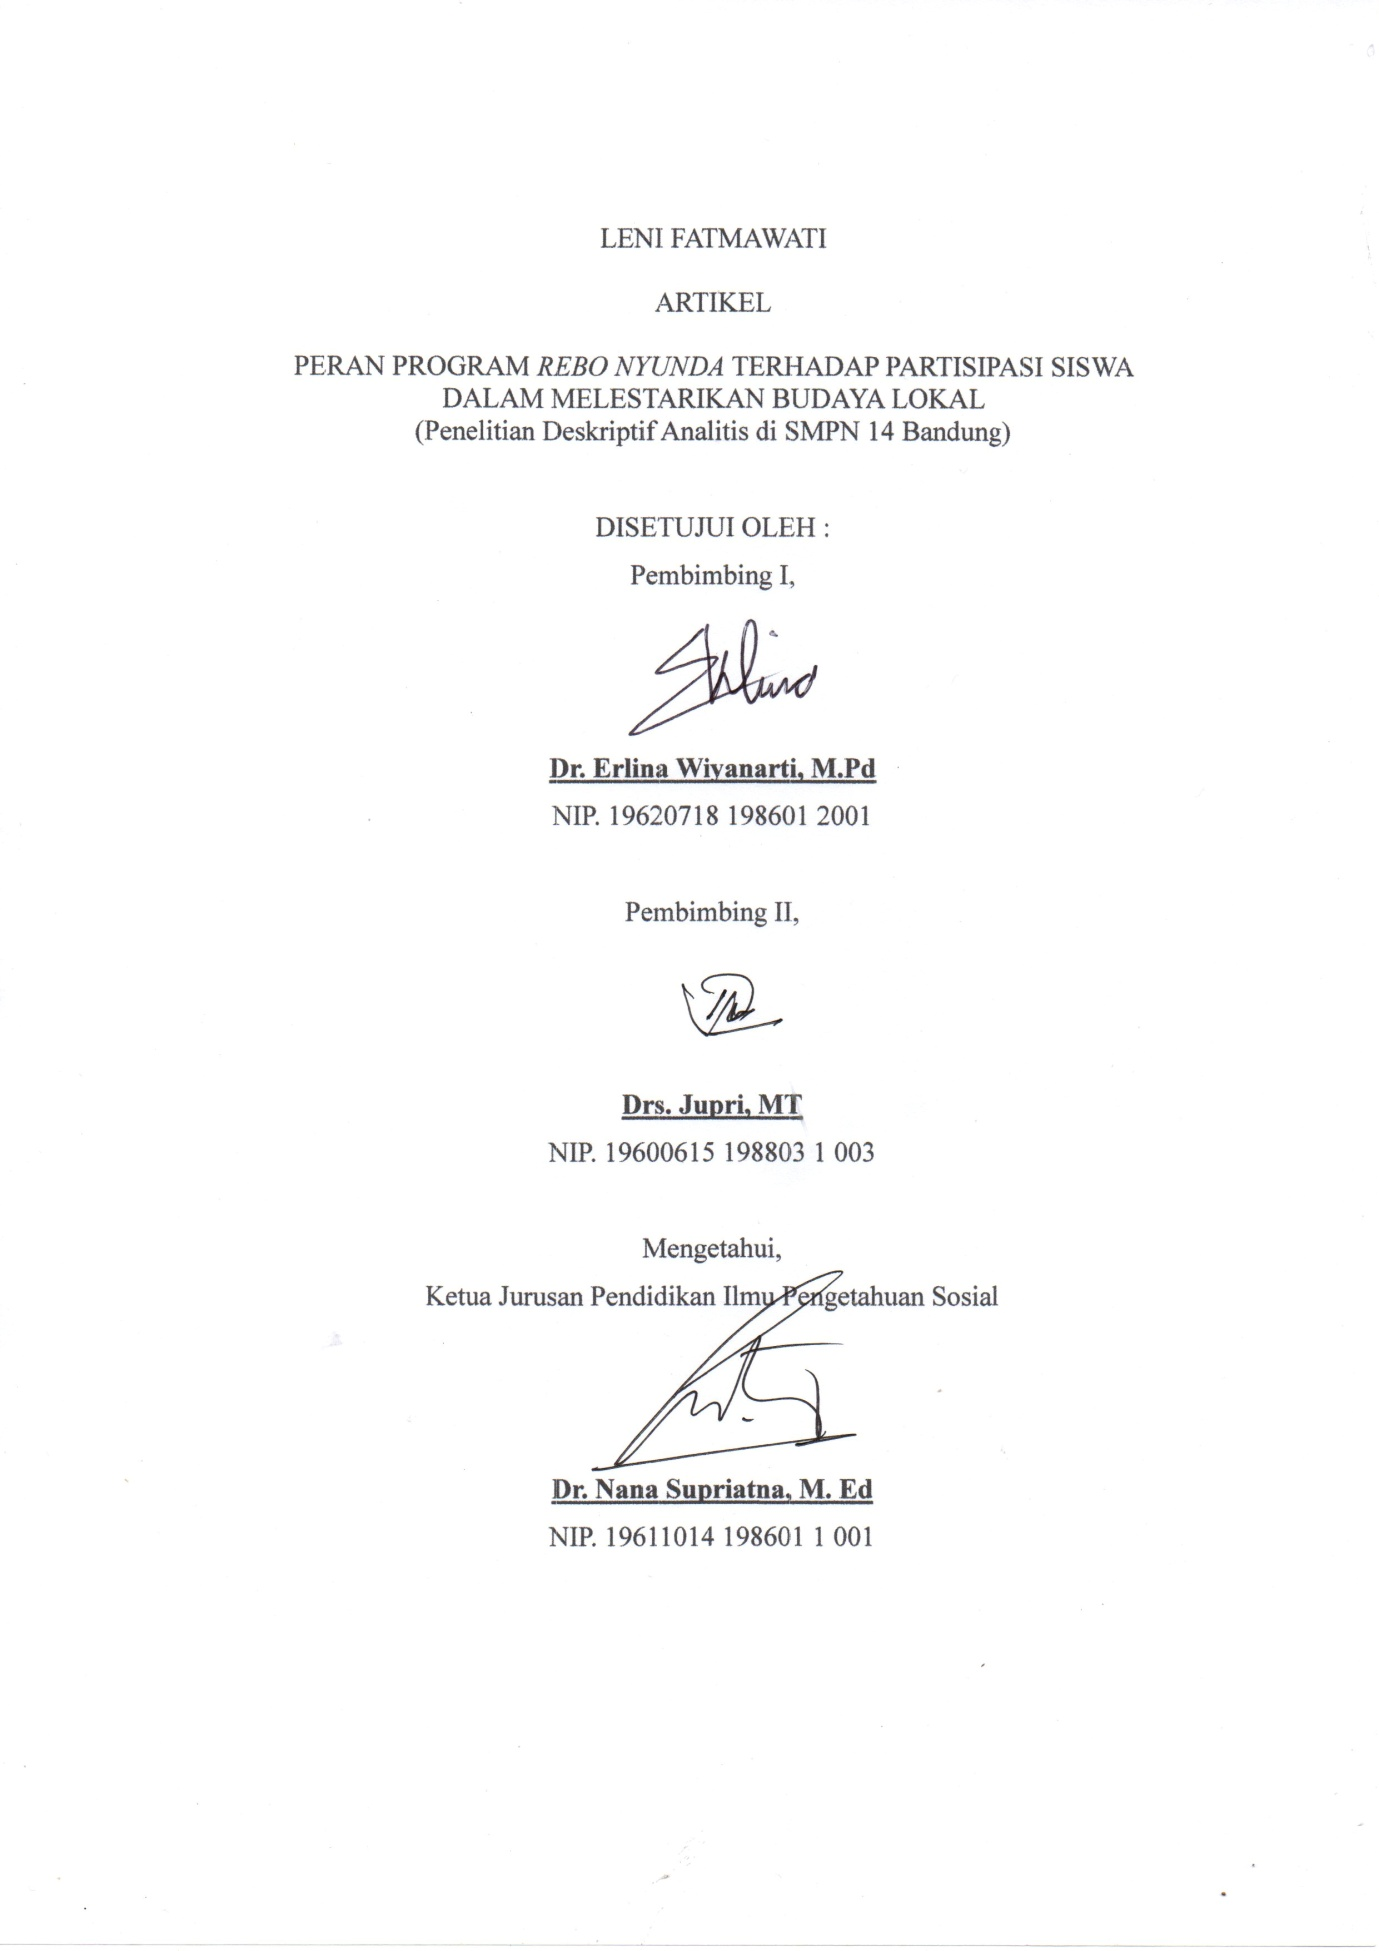 LENI FATMAWATI
ARTIKEL
PERAN PROGRAM REBO NYUNDA TERHADAP PARTISIPASI SISWA
DALAM MELESTARIKAN BUDAYA LOKAL
(Penelitian Deskriptif Analitis di SMPN 14 Bandung)
DISETUJUI OLEH :
Pembimbing I,
Dr. Erlina Wiyanarti, M.Pd
NIP. 19620718 198601 2001
Pembimbing II,
Drs. Jupri, MT
NIP. 19600615 198803 1 003
Mengetahui,
Ketua Jurusan Pendidikan Ilmu Pengetahuan Sosial
Dr. Nana Supriatna, M. Ed
NIP. 19611014 198601 1 001